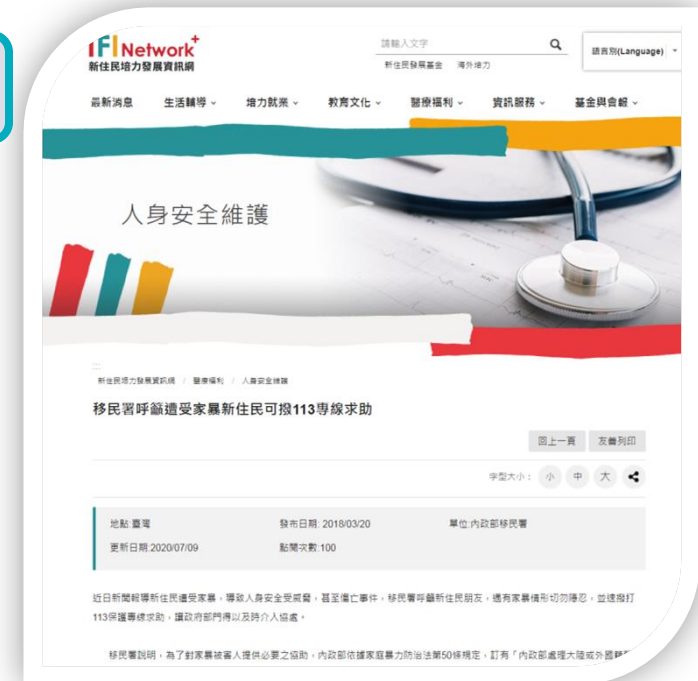 IFI Network+
新住民培力發展資訊網
請輸入文字
新住民發展基金 海外培力
語言別(Language)
最新消息 生活輔導 培力就業 教育文化 醫療福利 資訊服務 基金與會報
人身安全維護
新住民培力發展資訊網 / 醫療福利 / 人身安全維護
移民署呼籲遭受家暴新住民可撥113專線求助
回上一頁 友善列印
字型大小： 小 中 大
地點:臺灣 發布日期: 2018/03/20 單位:內政部移民署
更新日期:2020/07/09 點閱次數:100
近日新聞報導新住民遭受家暴，導致人身安全受威脅，甚至傷亡事件，移民署呼籲新住民朋友，遇有家暴情形切勿隱忍，並速撥打
113保護專線求助，讓政府部門得以及時介入協處。
移民署說明，為了對家暴被害人提供必要之協助，內政部依據家庭暴力防治法第50條規定，訂有「內政部處理大陸或外國籍